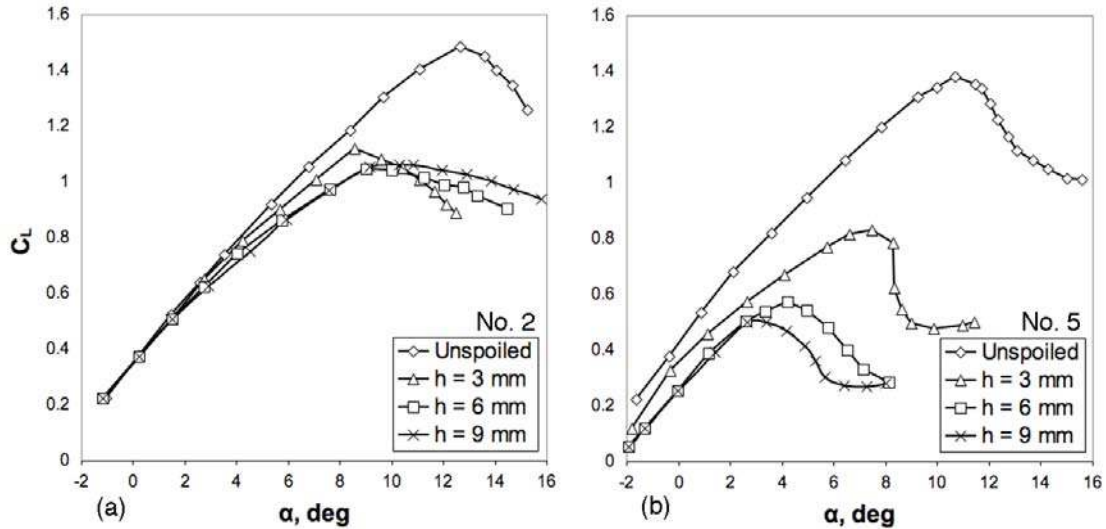 1.6
1.4
1.2
1
0.8
0.6
0.4
0.2
0
C_L
-2 0 2 4 6 8 10 12 14 16
α, deg
(a)
No. 2
Unspoiled
h = 3 mm
h = 6 mm
h = 9 mm
1.6
1.4
1.2
1
0.8
0.6
0.4
0.2
0
-2 0 2 4 6 8 10 12 14 16
α, deg
(b)
No. 5
Unspoiled
h = 3 mm
h = 6 mm
h = 9 mm